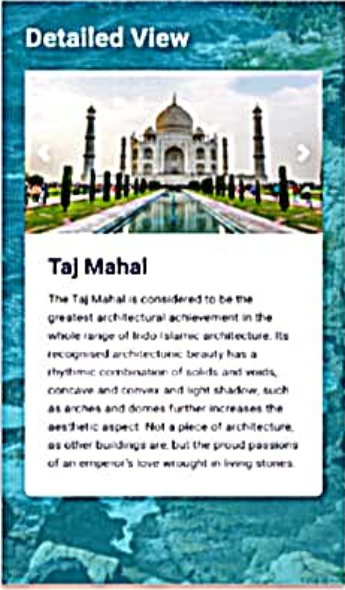 Detailed View
Taj Mahal
The Taj Mahal is considered to be the
greatest architectural achievement in the
whole range of Indo Islamic architecture. Its
recognised architectonic beauty has a
rhythmic combination of solids and voids,
concave and convex and light shadow, such
as arches and domes further increases the
aesthetic aspect. Not a piece of architecture,
as other buildings are, but the proud passions
of an emperor's love wrought in living stones.